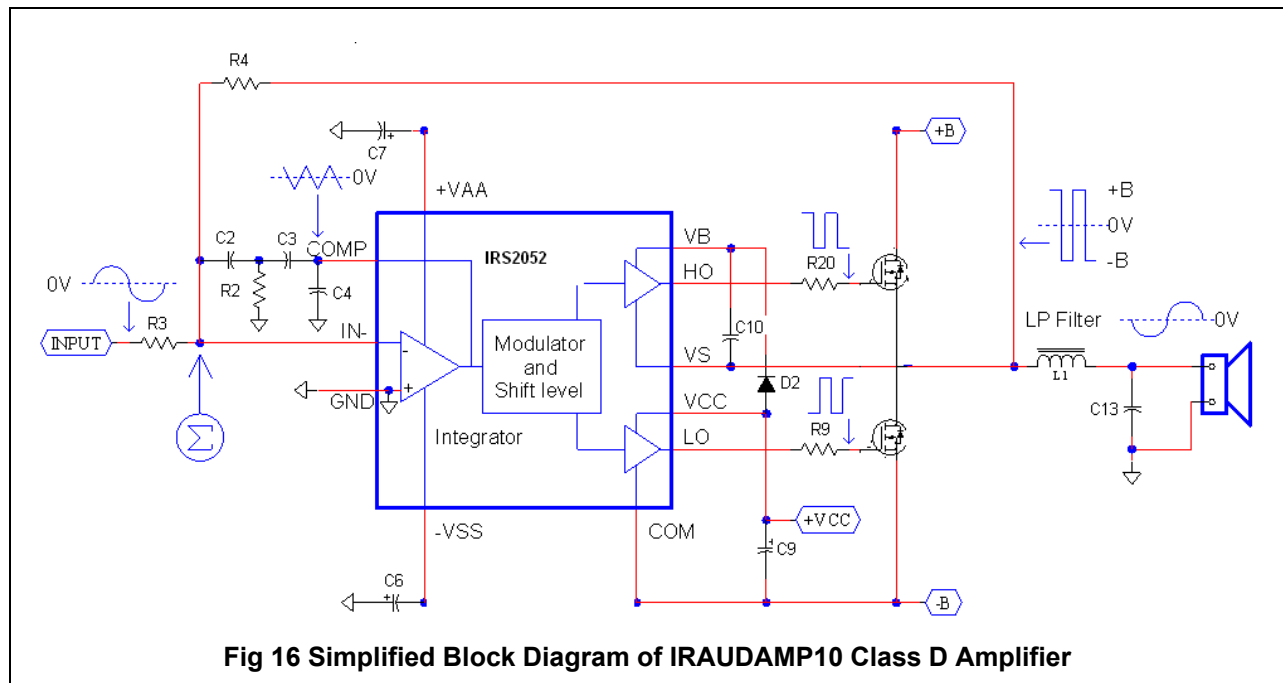 R4
+B
C7
0V
+VAA
+B
0V
-B
C2
C3
COMP
IRS2052
VB
HO
R20
0V
R2
C4
LP Filter
0V
R3
IN-
C10
INPUT
-
+
Modulator
and
Shift level
VS
L1
D2
C13
GND
VCC
Σ
Integrator
LO
R9
-VSS
COM
+VCC
C9
C6
-B
Fig 16 Simplified Block Diagram of IRAUDAMP10 Class D Amplifier